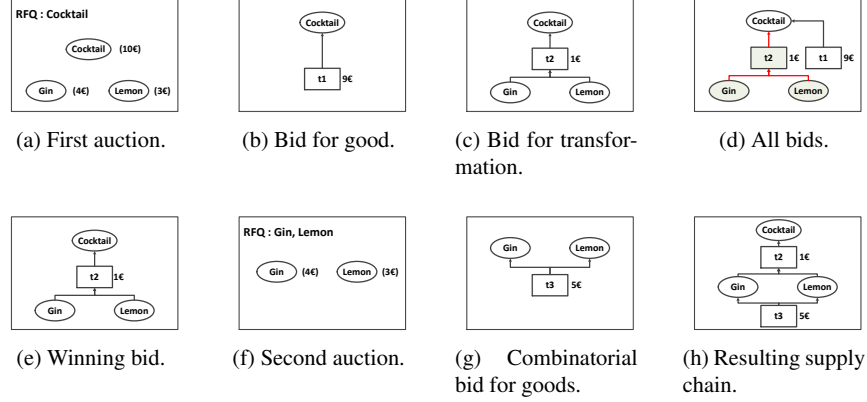 RFQ : Cocktail
Cocktail (10€)
Gin (4€) Lemon (3€)
(a) First auction.
Cocktail
t1 9€
(b) Bid for good.
Cocktail
t2 1€
Gin Lemon
(c) Bid for transfor-
mation.
Cocktail
t2 1€ t1 9€
Gin Lemon
(d) All bids.
Cocktail
t2 1€
Gin Lemon
(e) Winning bid.
RFQ : Gin, Lemon
Gin (4€) Lemon (3€)
(f) Second auction.
Gin Lemon
t3 5€
(g) Combinatorial
bid for goods.
Cocktail
t2 1€
Gin Lemon
t3 5€
(h) Resulting supply
chain.